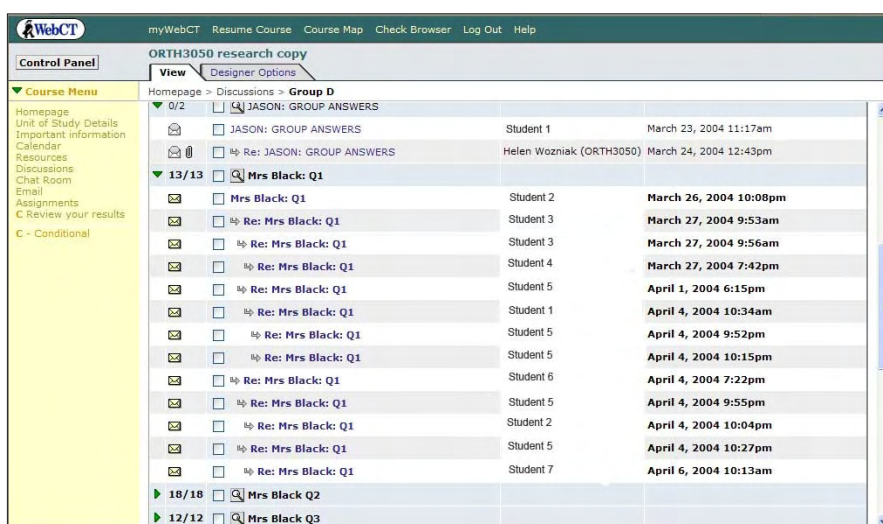 WebCT
myWebCT Resume Course Course Map Check Browser Log Out Help
Control Panel
ORTH3050 research copy
View Designer Options
Course Menu
Homepage > Discussions > Group D
Homepage
Unit of Study Details
Important information
Calendar
Resources
Discussions
Chat Room
Email
Assignments
C Review your results
C - Conditional
0/2 JASON: GROUP ANSWERS
JASON: GROUP ANSWERS Student 1 March 23, 2004 11:17am
Re: JASON: GROUP ANSWERS Helen Wozniak (ORTH3050) March 24, 2004 12:43pm
13/13 Mrs Black: Q1
Mrs Black: Q1 Student 2 March 26, 2004 10:08pm
Re: Mrs Black: Q1 Student 3 March 27, 2004 9:53am
Re: Mrs Black: Q1 Student 3 March 27, 2004 9:56am
Re: Mrs Black: Q1 Student 4 March 27, 2004 7:42pm
Re: Mrs Black: Q1 Student 5 April 1, 2004 6:15pm
Re: Mrs Black: Q1 Student 1 April 4, 2004 10:34am
Re: Mrs Black: Q1 Student 5 April 4, 2004 9:52pm
Re: Mrs Black: Q1 Student 5 April 4, 2004 10:15pm
Re: Mrs Black: Q1 Student 6 April 4, 2004 7:22pm
Re: Mrs Black: Q1 Student 5 April 4, 2004 9:55pm
Re: Mrs Black: Q1 Student 2 April 4, 2004 10:04pm
Re: Mrs Black: Q1 Student 5 April 4, 2004 10:27pm
Re: Mrs Black: Q1 Student 7 April 6, 2004 10:13am
18/18 Mrs Black Q2
12/12 Mrs Black Q3